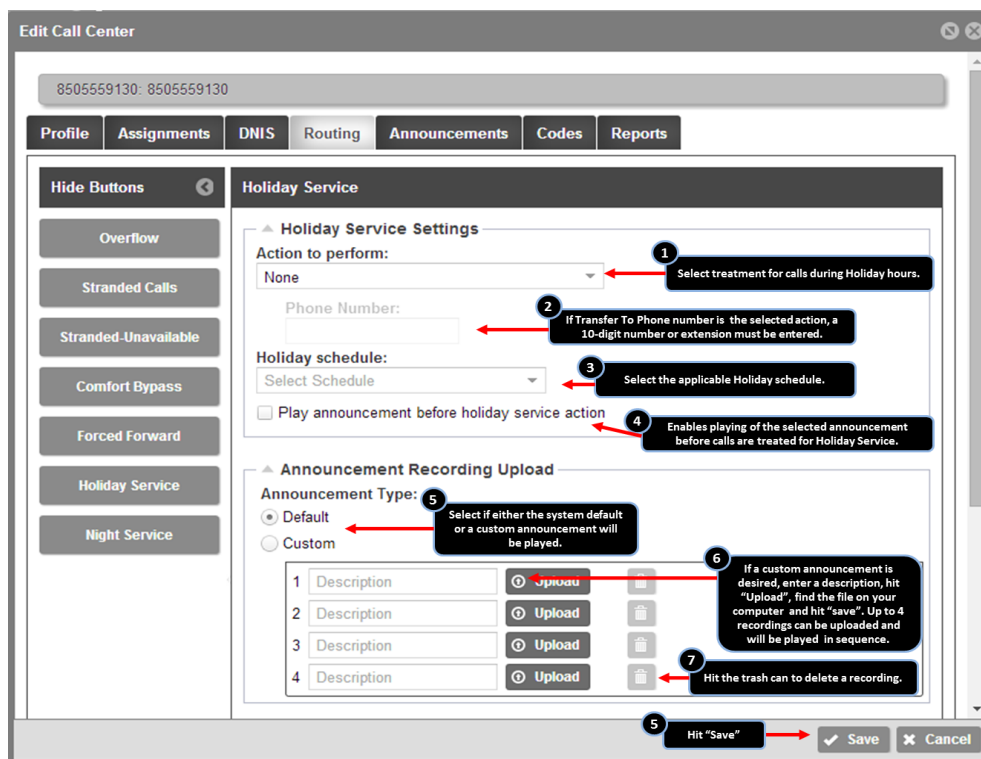 Edit Call Center
8505559130: 8505559130
Profile
Assignments
DNIS
Routing
Announcements
Codes
Reports
Hide Buttons
Overflow
Stranded Calls
Stranded-Unavailable
Comfort Bypass
Forced Forward
Holiday Service
Night Service
Holiday Service
Holiday Service Settings
Action to perform:
None
1
Select treatment for calls during Holiday hours.
Phone Number:
2
If Transfer To Phone number is the selected action, a
10-digit number or extension must be entered.
Holiday schedule:
Select Schedule
3
Select the applicable Holiday schedule.
Play announcement before holiday service action
4
Enables playing of the selected announcement
before calls are treated for Holiday Service.
Announcement Recording Upload
Announcement Type:
Default
Custom
5
Select if either the system default
or a custom announcement will
be played.
6
If a custom announcement is
desired, enter a description, hit
“Upload”, find the file on your
computer and hit “save”. Up to 4
recordings can be uploaded and
will be played in sequence.
1 Description Upload
2 Description Upload
3 Description Upload
4 Description Upload
7
Hit the trash can to delete a recording.
5
Hit “Save”
Save
Cancel